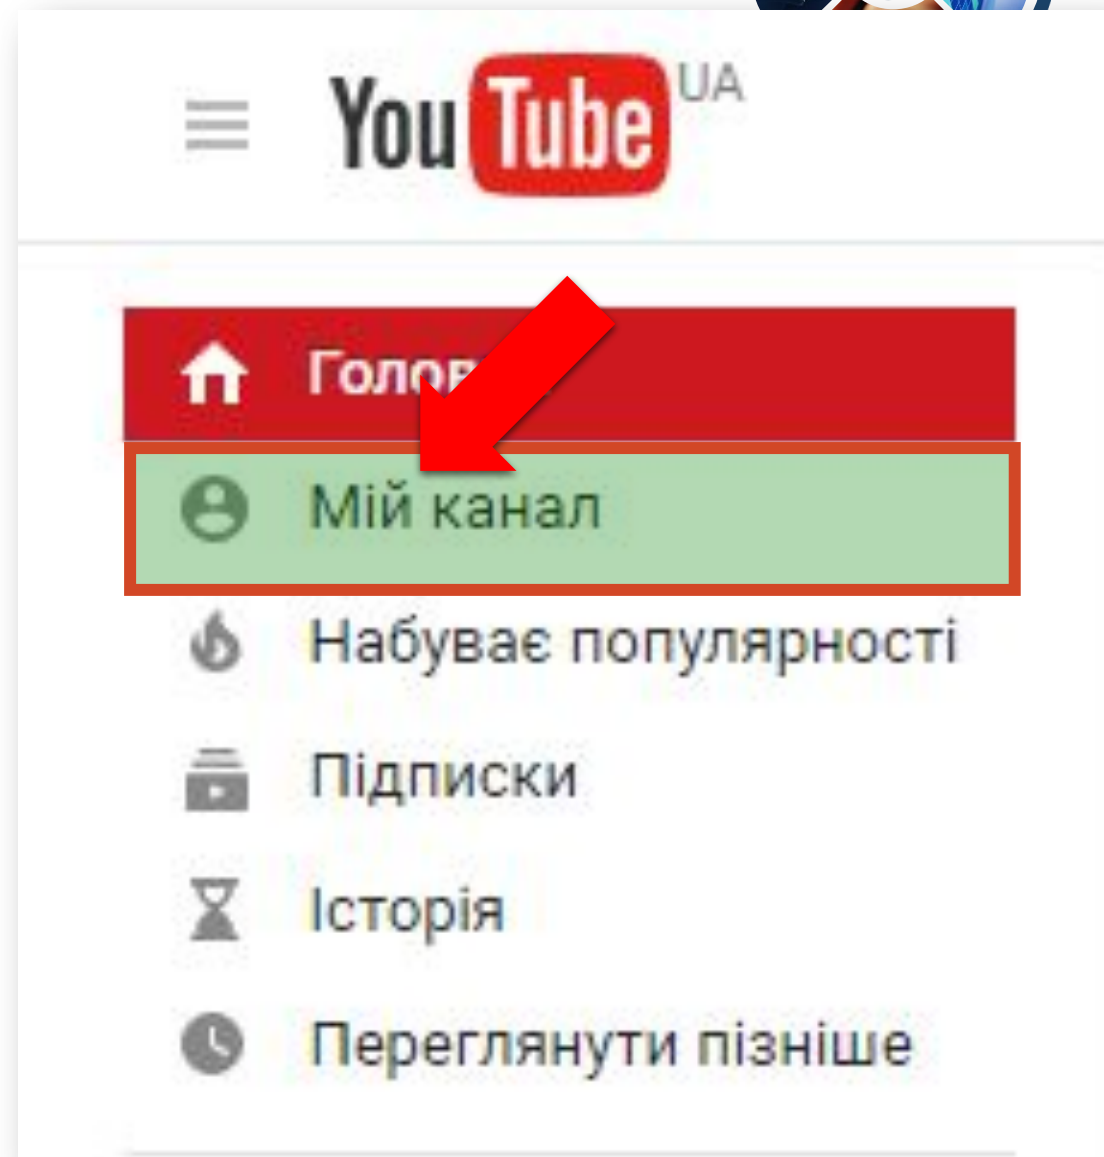 YouTube UA
Мій канал
Набуває популярності
Підписки
Історія
Переглянути пізніше